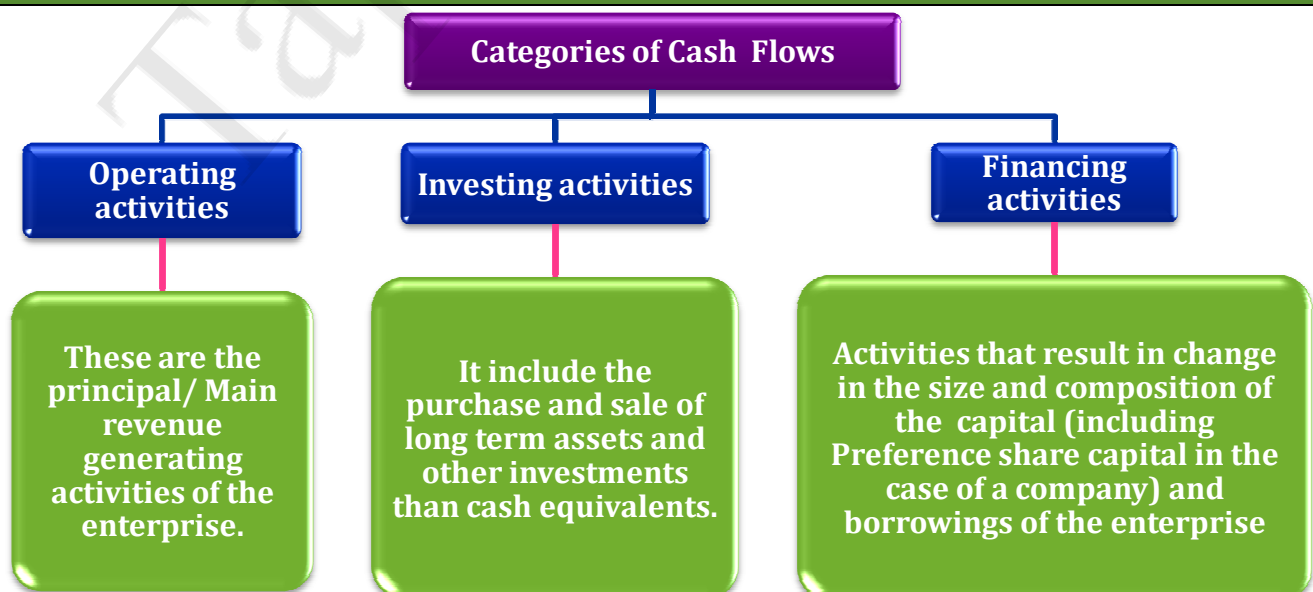 Categories of Cash Flows
Operating
activities
Investing activities
Financing
activities
These are the
principal/ Main
revenue
generating
activities of the
enterprise.
It include the
purchase and sale of
long term assets and
other investments
than cash equivalents.
Activities that result in change
in the size and composition of
the capital (including
Preference share capital in the
case of a company) and
borrowings of the enterprise